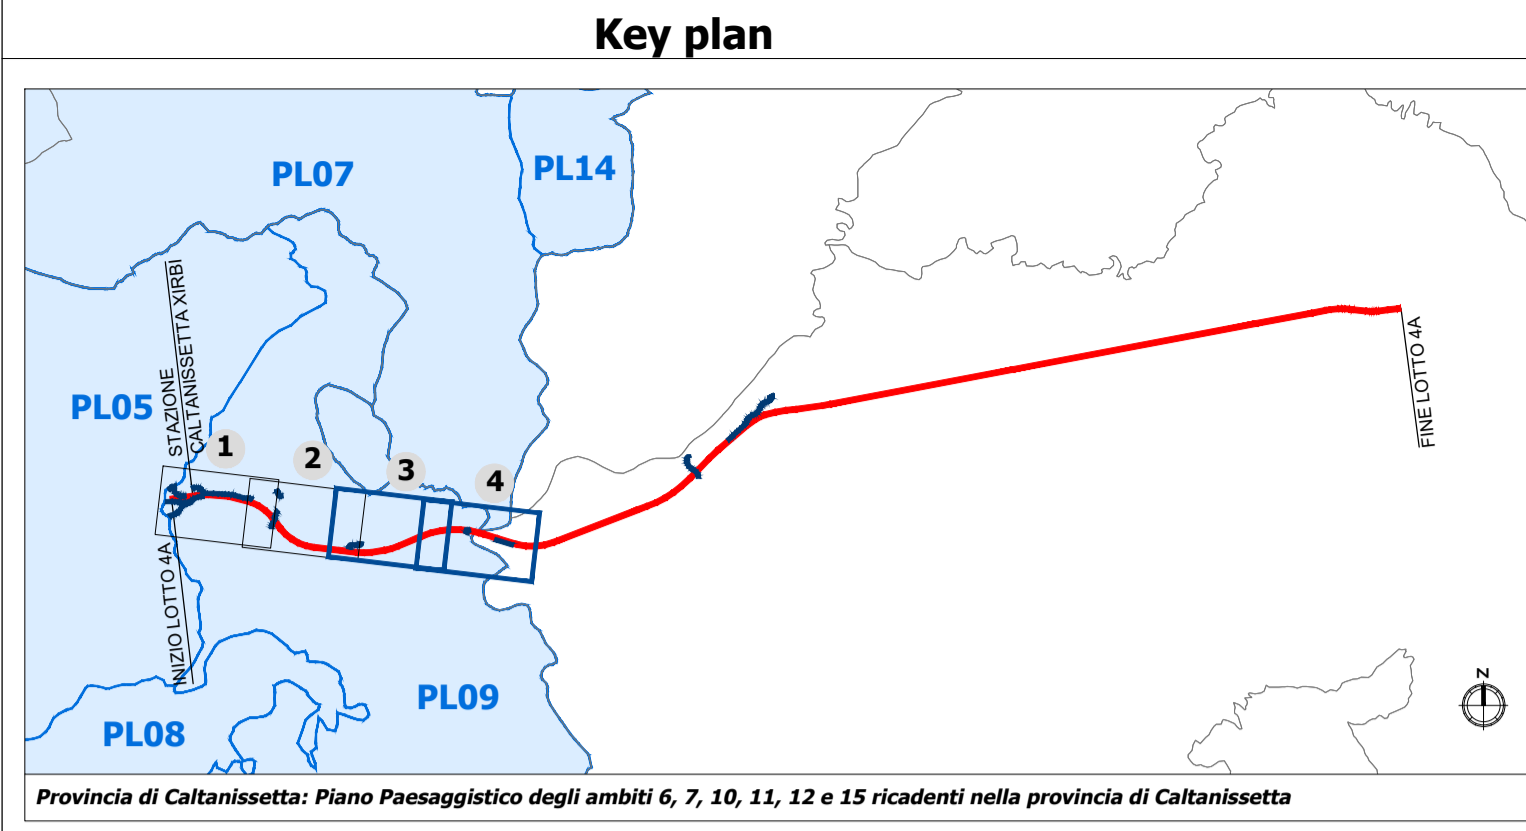 Key plan
PL07
PL14
PL05
STAZIONE
CALTANISSETTA XIRBI
1
2
3
4
FINE LOTTO 4A
INIZIO LOTTO 4A
PL09
PL08
N
Provincia di Caltanissetta: Piano Paesaggistico degli ambiti 6, 7, 10, 11, 12 e 15 ricadenti nella provincia di Caltanissetta